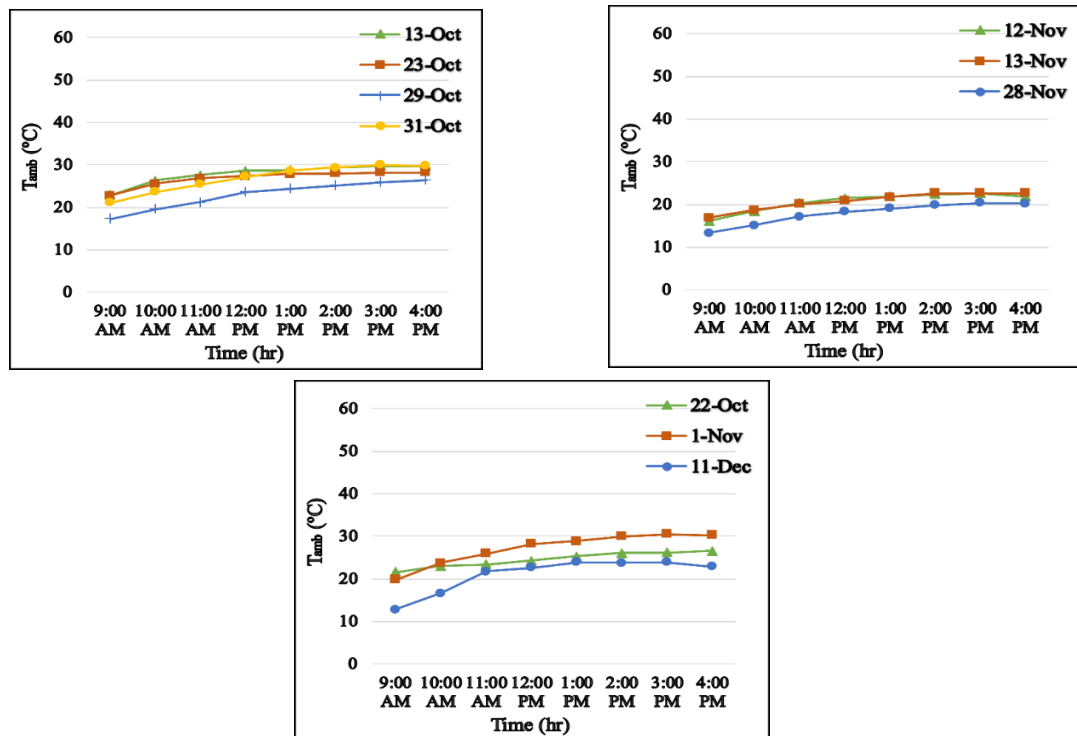 13-Oct
23-Oct
29-Oct
31-Oct
60
50
40
30
20
10
0
Tamb (°C)
9:00 AM
10:00 AM
11:00 AM
12:00 PM
1:00 PM
2:00 PM
3:00 PM
4:00 PM
Time (hr)
12-Nov
13-Nov
28-Nov
60
50
40
30
20
10
0
Tamb (°C)
9:00 AM
10:00 AM
11:00 AM
12:00 PM
1:00 PM
2:00 PM
3:00 PM
4:00 PM
Time (hr)
22-Oct
1-Nov
11-Dec
60
50
40
30
20
10
0
Tamb (°C)
9:00 AM
10:00 AM
11:00 AM
12:00 PM
1:00 PM
2:00 PM
3:00 PM
4:00 PM
Time (hr)